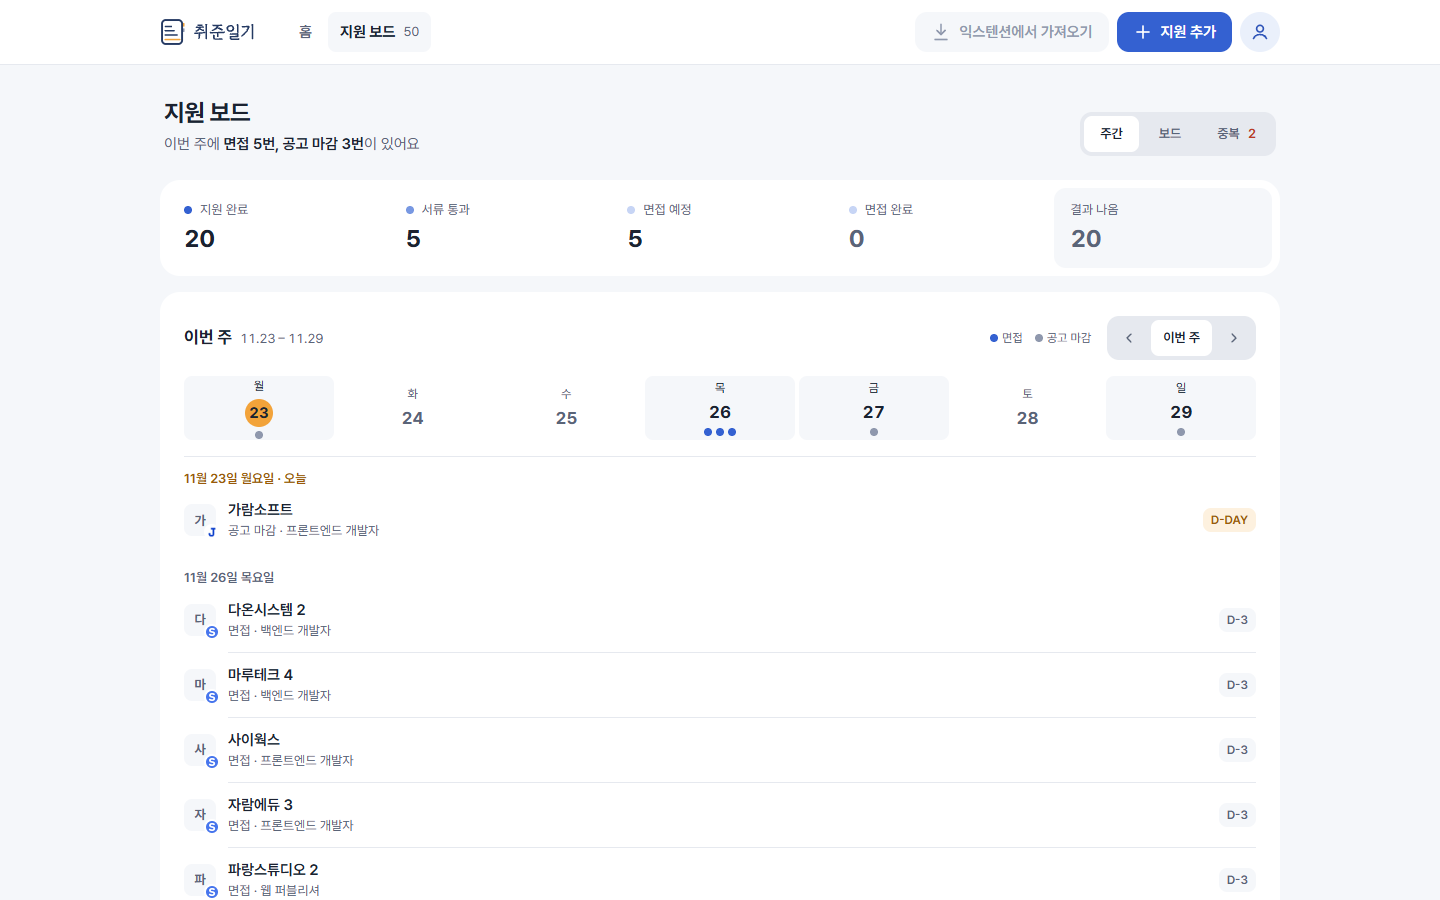 취준일기
홈
지원 보드 50
익스텐션에서 가져오기
지원 추가
지원 보드
이번 주에 면접 5번, 공고 마감 3번이 있어요
주간
보드
중복 2
지원 완료
20
서류 통과
5
면접 예정
5
면접 완료
0
결과 나옴
20
이번 주 11.23 – 11.29
면접
공고 마감
이번 주
월
23
화
24
수
25
목
26
금
27
토
28
일
29
11월 23일 월요일 · 오늘
가 J
가람소프트
공고 마감 · 프론트엔드 개발자
D-DAY
11월 26일 목요일
다 S
다온시스템 2
면접 · 백엔드 개발자
D-3
마 S
마루테크 4
면접 · 백엔드 개발자
D-3
사 S
사이웍스
면접 · 프론트엔드 개발자
D-3
자 S
자람에듀 3
면접 · 프론트엔드 개발자
D-3
파 S
파랑스튜디오 2
면접 · 웹 퍼블리셔
D-3